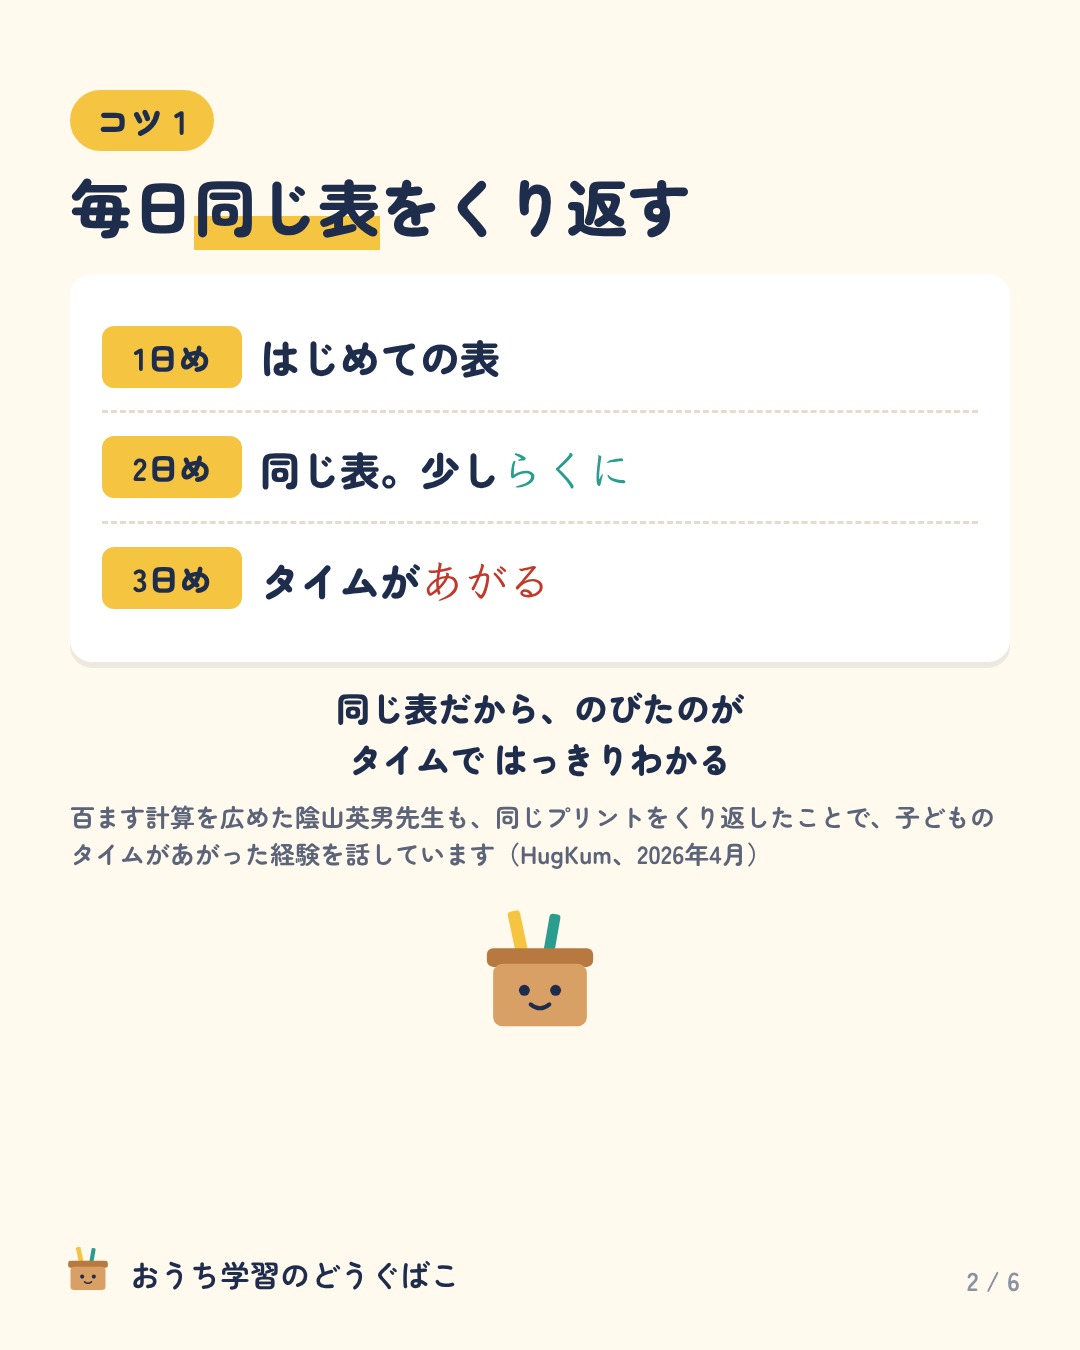 コツ 1
毎日同じ表をくり返す
1日め はじめての表
2日め 同じ表。少しらくに
3日め タイムがあがる
同じ表だから、のびたのが
タイムで はっきりわかる
百ます計算を広めた陰山英男先生も、同じプリントをくり返したことで、子どもの
タイムがあがった経験を話しています（HugKum、2026年4月）
おうち学習のどうぐばこ
2 / 6